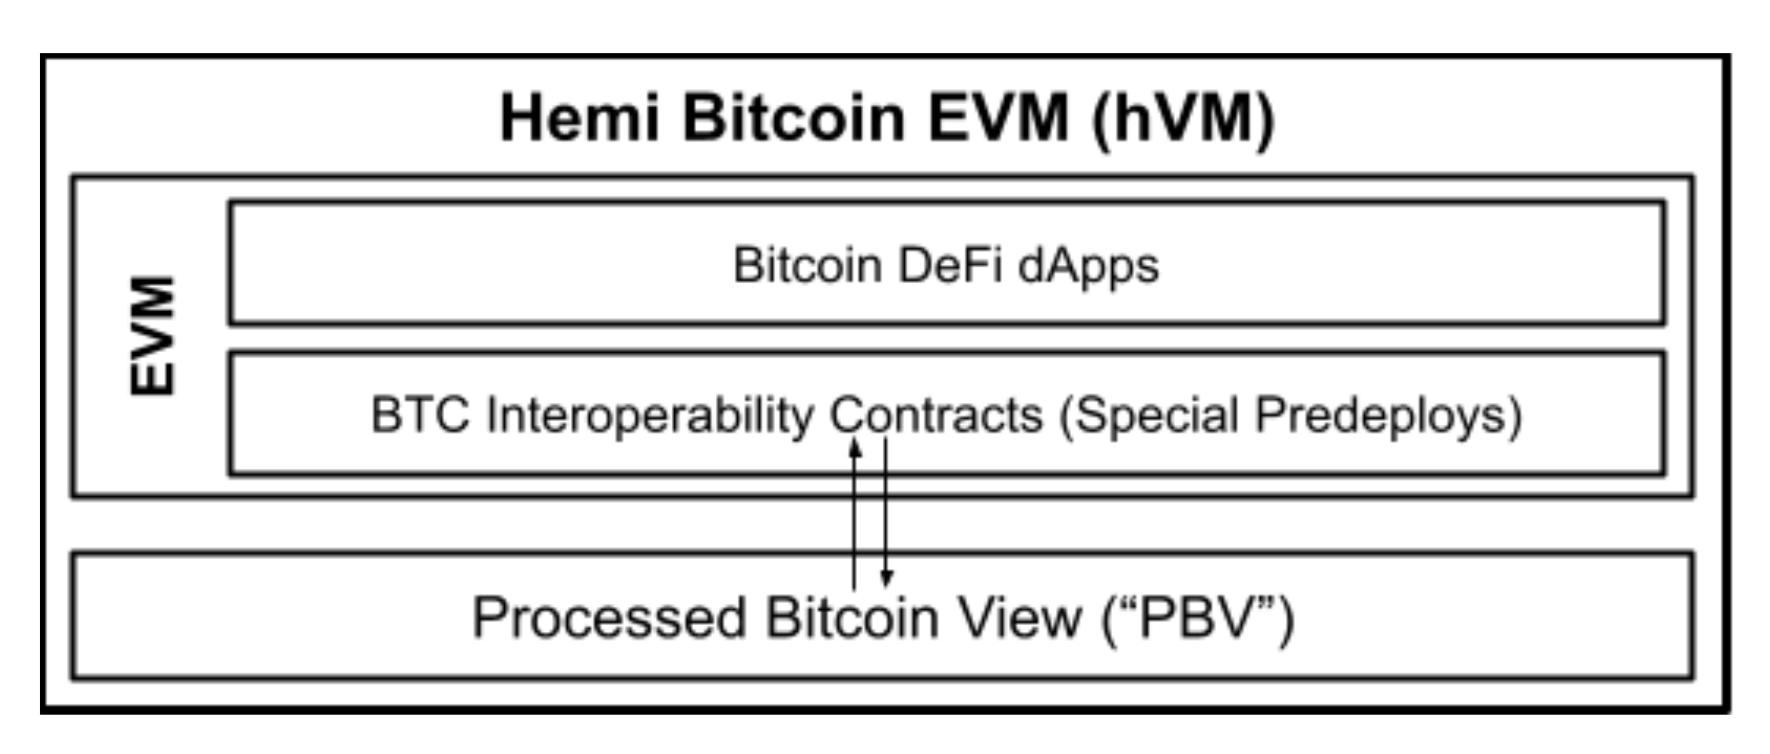 Hemi Bitcoin EVM (hVM)
EVM
Bitcoin DeFi dApps
BTC Interoperability Contracts (Special Predeploys)
Processed Bitcoin View (“PBV”)